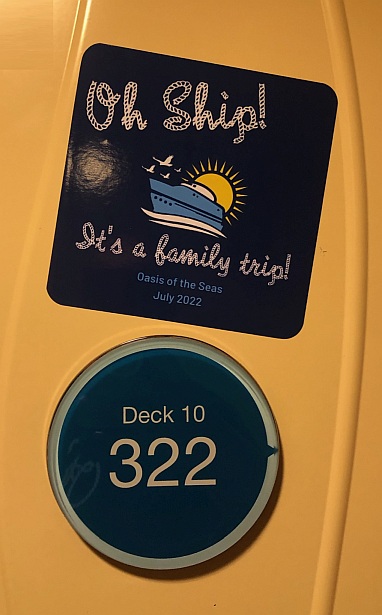 Oh Ship!
It's a family trip!
Oasis of the Seas
July 2022
Deck 10
322